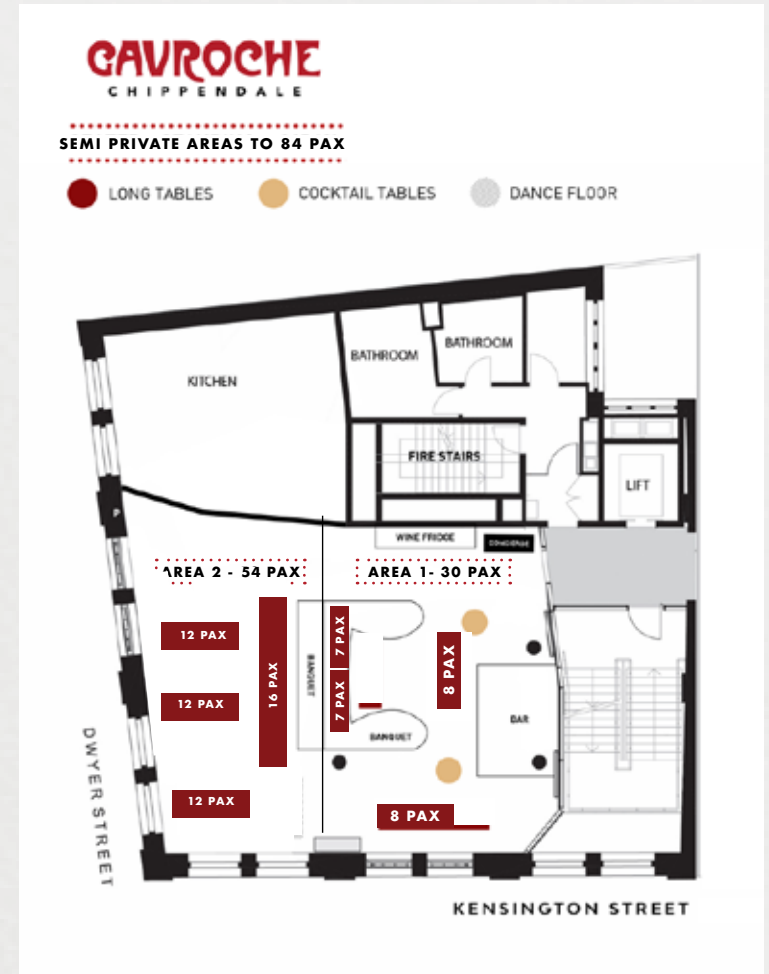 GAVROCHE
CHIPPENDALE
SEMI PRIVATE AREAS TO 84 PAX
LONG TABLES
COCKTAIL TABLES
DANCE FLOOR
BATHROOM
BATHROOM
KITCHEN
FIRE STAIRS
LIFT
P
WINE FRIDGE
CONCIERGE
AREA 2 - 54 PAX
AREA 1- 30 PAX
12 PAX
16 PAX
BANQUET
7 PAX
7 PAX
8 PAX
12 PAX
BAR
BANQUET
12 PAX
8 PAX
DWYER STREET
KENSINGTON STREET